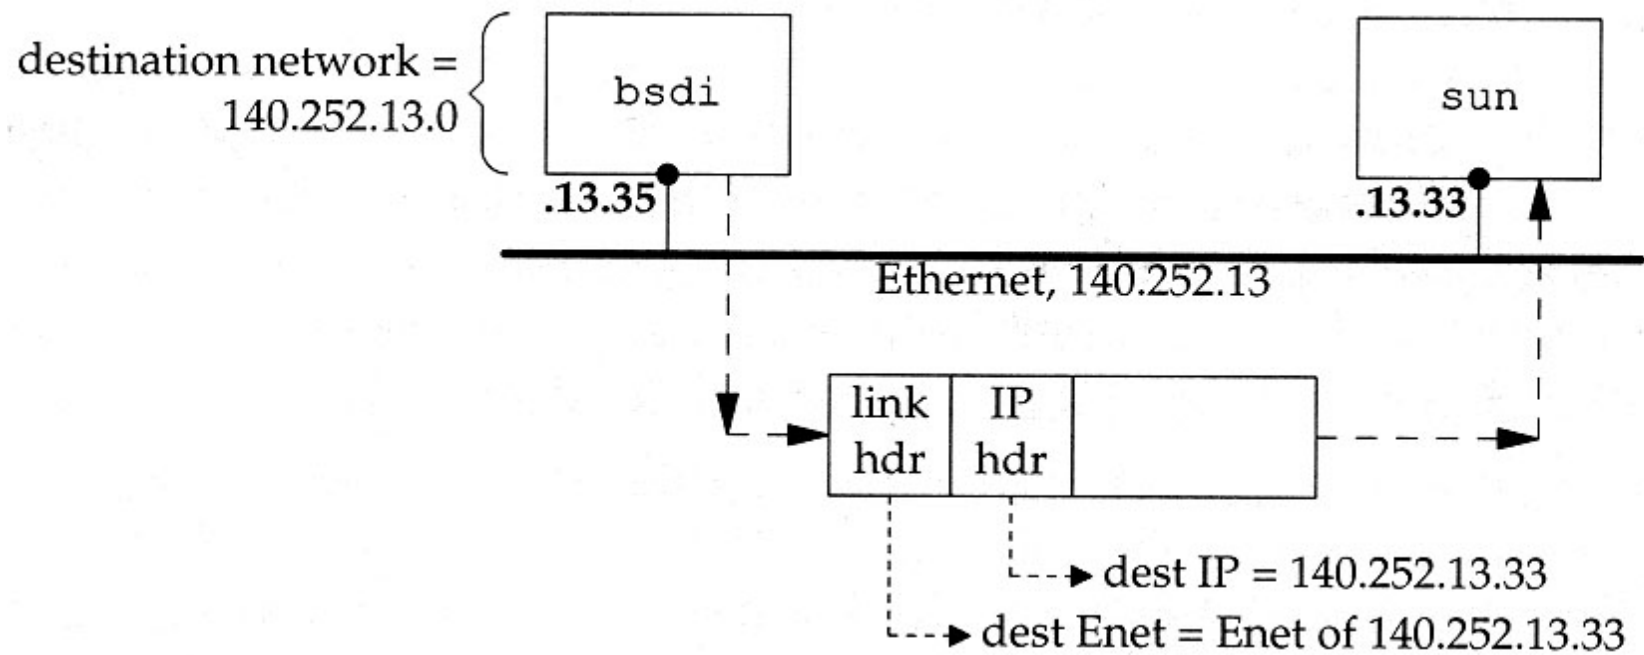 destination network =
140.252.13.0
bsdi
sun
.13.35
.13.33
Ethernet, 140.252.13
link
hdr
IP
hdr
dest IP = 140.252.13.33
dest Enet = Enet of 140.252.13.33